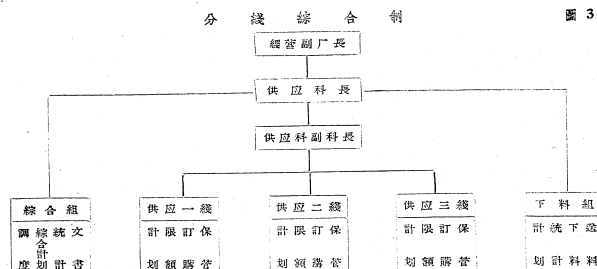 分綫綜合制
圖 3
經營副厂長
供应科長
供应科副科長
綜合組
供应一綫
供应二綫
供应三綫
下料組
調度
綜合計划
統計
文書
計划
訂購
限額
保管
計划
訂購
限額
保管
計划
訂購
限額
保管
計划
統計
下料
送料